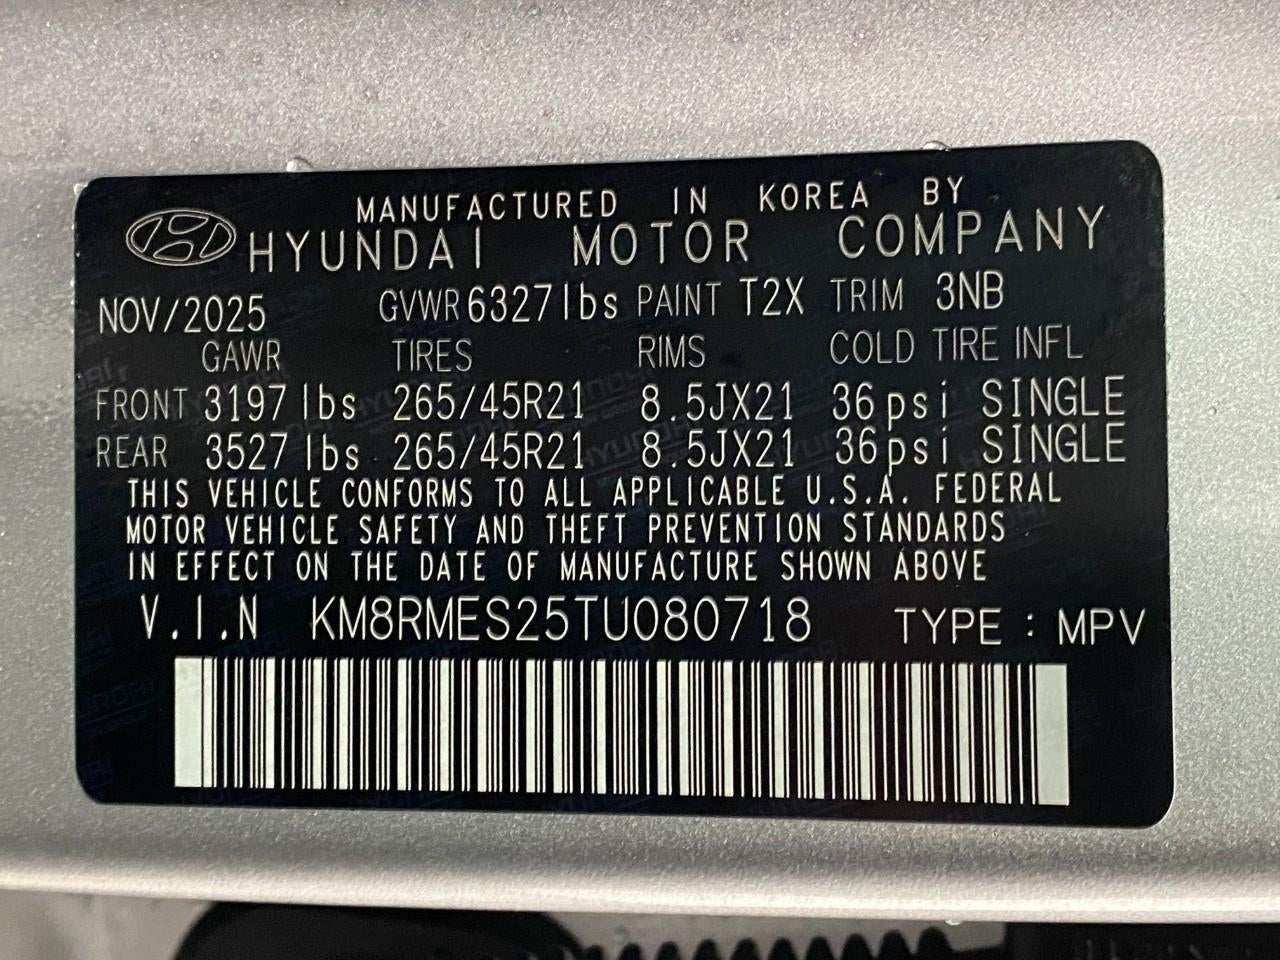 MANUFACTURED IN KOREA BY
HYUNDAI MOTOR COMPANY
NOV/2025 GVWR 6327lbs PAINT T2X TRIM 3NB
GAWR TIRES RIMS COLD TIRE INFL
FRONT 3197lbs 265/45R21 8.5JX21 36psi SINGLE
REAR 3527lbs 265/45R21 8.5JX21 36psi SINGLE
THIS VEHICLE CONFORMS TO ALL APPLICABLE U.S.A. FEDERAL
MOTOR VEHICLE SAFETY AND THEFT PREVENTION STANDARDS
IN EFFECT ON THE DATE OF MANUFACTURE SHOWN ABOVE
V.I.N KM8RMES25TU080718 TYPE : MPV